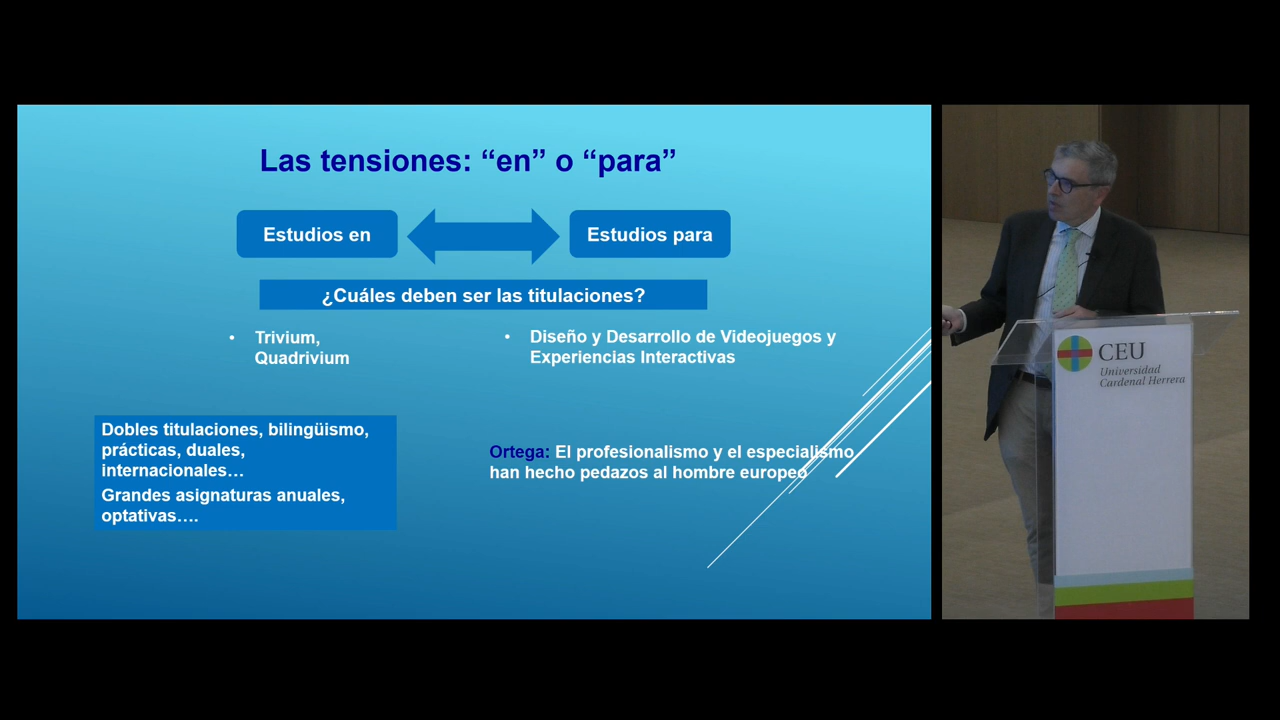 Las tensiones: “en” o “para”
Estudios en
Estudios para
¿Cuáles deben ser las titulaciones?
• Trivium,
Quadrivium
• Diseño y Desarrollo de Videojuegos y
Experiencias Interactivas
Dobles titulaciones, bilingüismo,
prácticas, duales,
internacionales…
Grandes asignaturas anuales,
optativas….
Ortega: El profesionalismo y el especialismo
han hecho pedazos al hombre europeo
CEU
Universidad
Cardenal Herrera